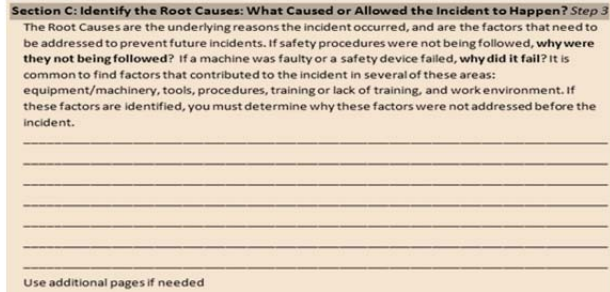 Section C: Identify the Root Causes: What Caused or Allowed the Incident to Happen? Step 3
The Root Causes are the underlying reasons the incident occurred, and are the factors that need to
be addressed to prevent future incidents. If safety procedures were not being followed, why were
they not being followed? If a machine was faulty or a safety device failed, why did it fail? It is
common to find factors that contributed to the incident in several of these areas:
equipment/machinery, tools, procedures, training or lack of training, and work environment. If
these factors are identified, you must determine why these factors were not addressed before the
incident.
Use additional pages if needed